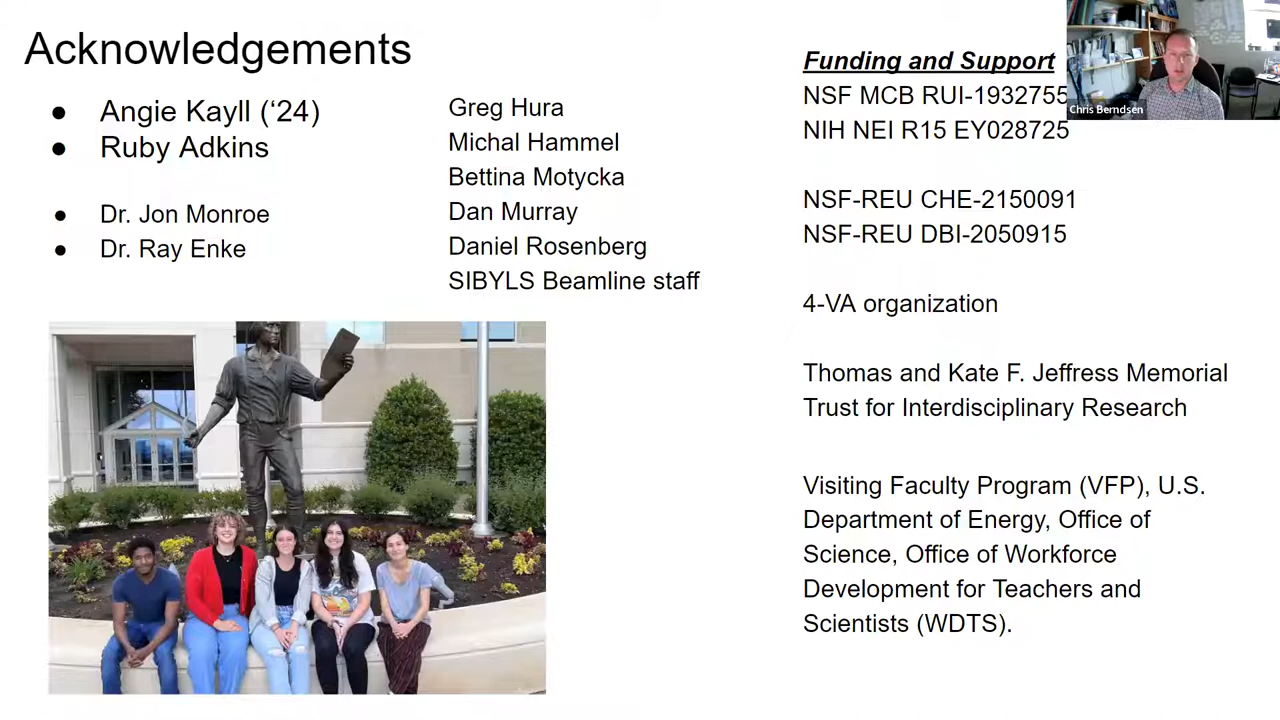 Acknowledgements
● Angie Kayll (‘24)
● Ruby Adkins
● Dr. Jon Monroe
● Dr. Ray Enke
Greg Hura
Michal Hammel
Bettina Motycka
Dan Murray
Daniel Rosenberg
SIBYLS Beamline staff
Funding and Support
NSF MCB RUI-1932755
NIH NEI R15 EY028725
NSF-REU CHE-2150091
NSF-REU DBI-2050915
4-VA organization
Thomas and Kate F. Jeffress Memorial
Trust for Interdisciplinary Research
Visiting Faculty Program (VFP), U.S.
Department of Energy, Office of
Science, Office of Workforce
Development for Teachers and
Scientists (WDTS).
Chris Berndsen